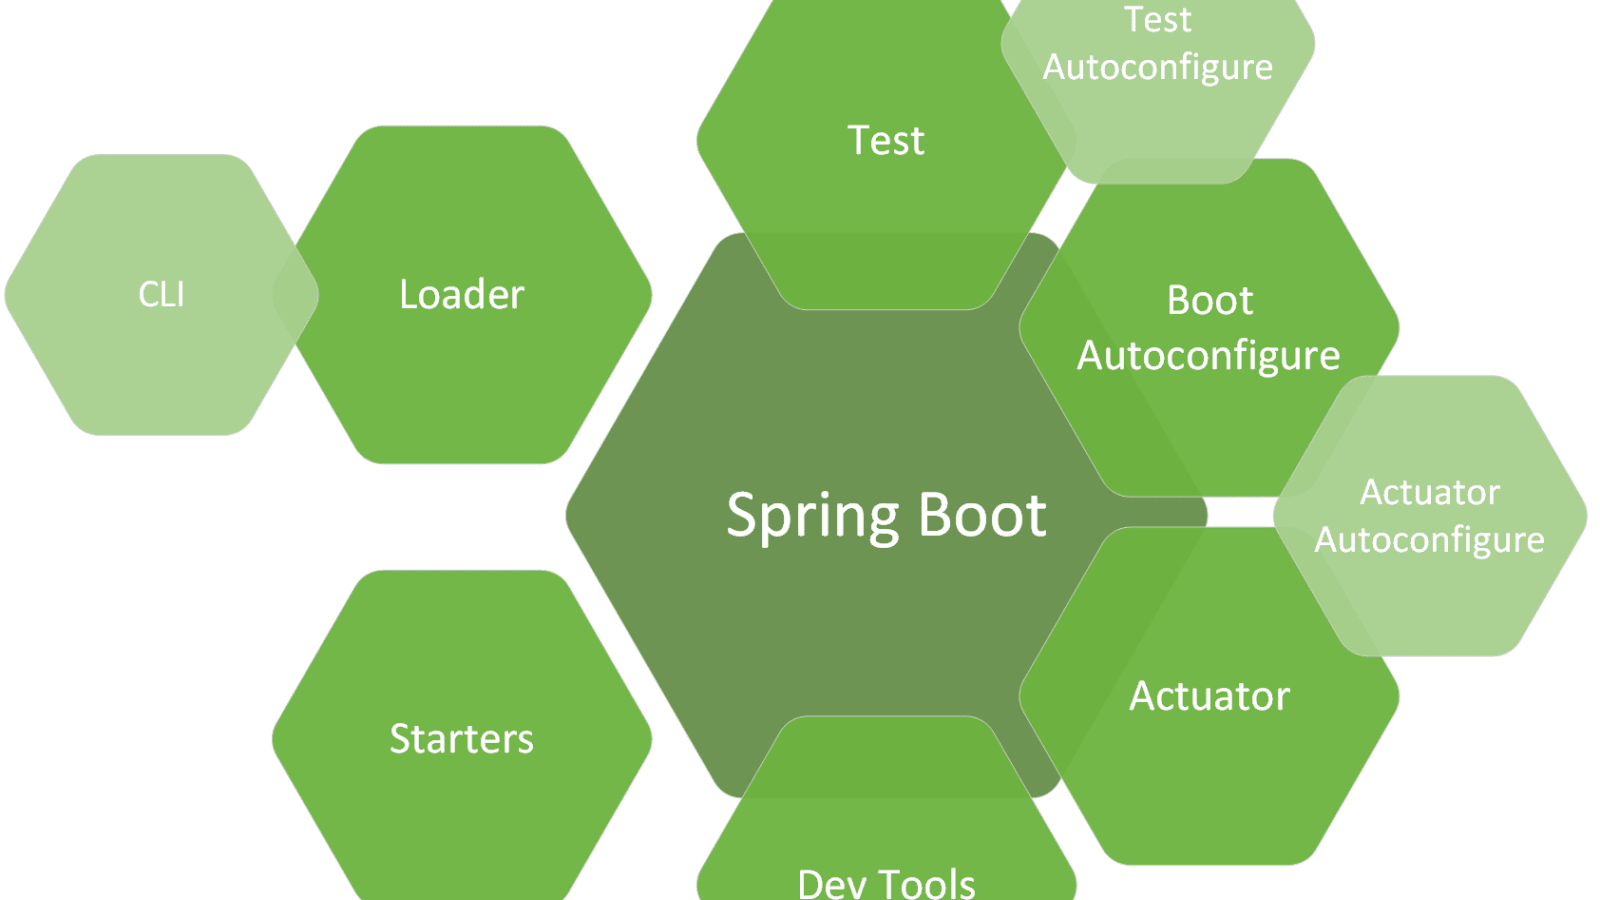 Test
Autoconfigure
Test
CLI
Loader
Boot
Autoconfigure
Spring Boot
Actuator
Autoconfigure
Actuator
Starters
Dev Tools